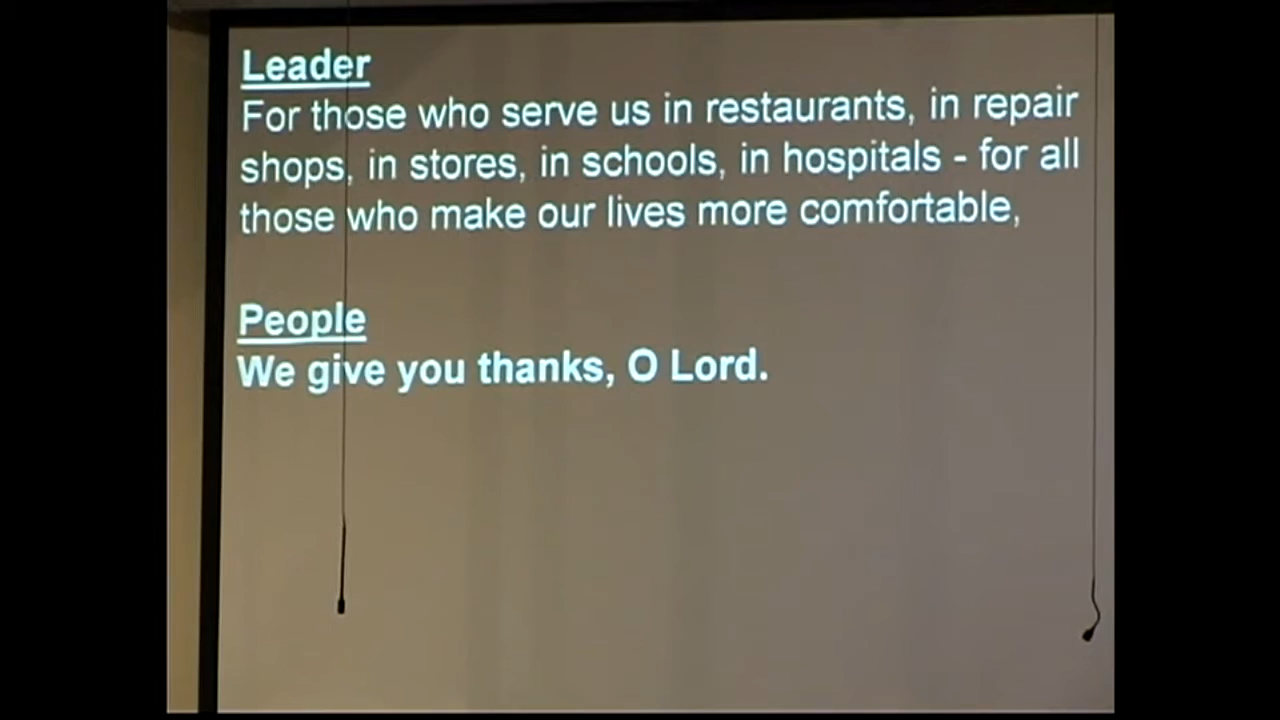 Leader
For those who serve us in restaurants, in repair
shops, in stores, in schools, in hospitals - for all
those who make our lives more comfortable,
People
We give you thanks, O Lord.